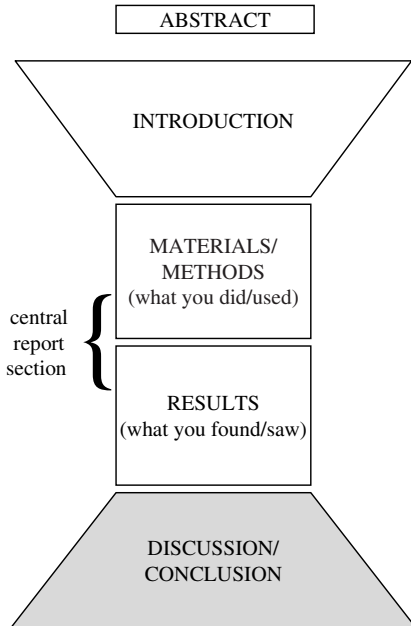 ABSTRACT
INTRODUCTION
MATERIALS/
METHODS
(what you did/used)
central
report
section
RESULTS
(what you found/saw)
DISCUSSION/
CONCLUSION